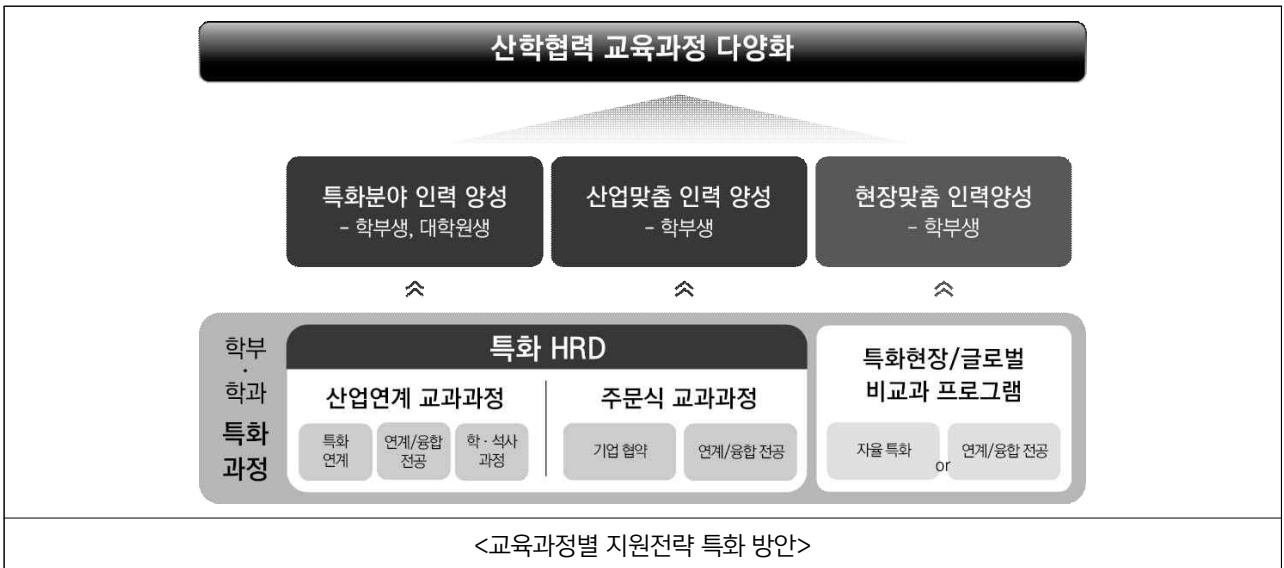 산학협력 교육과정 다양화
특화분야 인력 양성
- 학부생, 대학원생
산업맞춤 인력 양성
- 학부생
현장맞춤 인력양성
- 학부생
학부
·
학과
특화
과정
특화 HRD
산업연계 교과과정
특화
연계
연계/융합
전공
학 · 석사
과정
주문식 교과과정
기업 협약
연계/융합 전공
특화현장/글로벌
비교과 프로그램
자율 특화
or
연계/융합 전공
<교육과정별 지원전략 특화 방안>